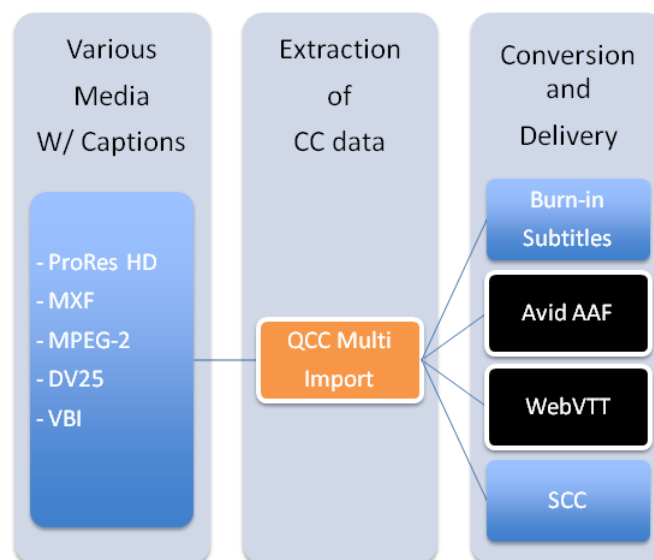 Various
Media
W/ Captions
- ProRes HD
- MXF
- MPEG-2
- DV25
- VBI
Extraction
of
CC data
QCC Multi
Import
Conversion
and
Delivery
Burn-in
Subtitles
Avid AAF
WebVTT
SCC